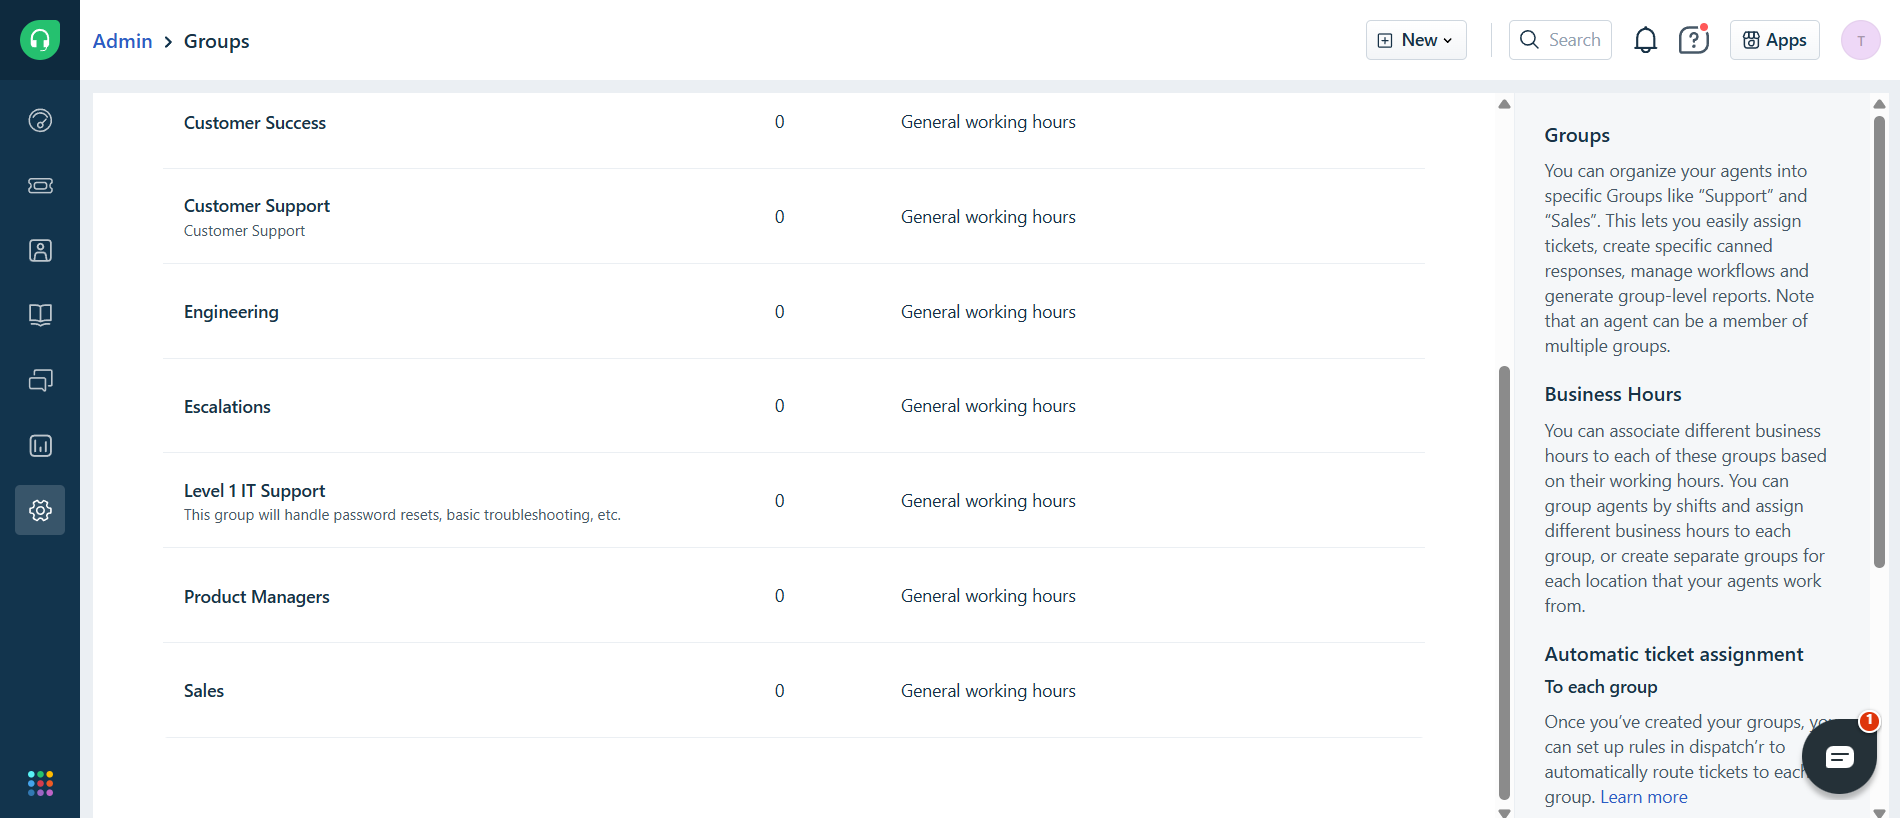 Admin > Groups
New
Search
Apps
T
Customer Success 0 General working hours
Customer Support 0 General working hours
Customer Support
Engineering 0 General working hours
Escalations 0 General working hours
Level 1 IT Support 0 General working hours
This group will handle password resets, basic troubleshooting, etc.
Product Managers 0 General working hours
Sales 0 General working hours
Groups
You can organize your agents into
specific Groups like “Support” and
“Sales”. This lets you easily assign
tickets, create specific canned
responses, manage workflows and
generate group-level reports. Note
that an agent can be a member of
multiple groups.
Business Hours
You can associate different business
hours to each of these groups based
on their working hours. You can
group agents by shifts and assign
different business hours to each
group, or create separate groups for
each location that your agents work
from.
Automatic ticket assignment
To each group
Once you’ve created your groups, you
can set up rules in dispatch’r to
automatically route tickets to each
group. Learn more
1